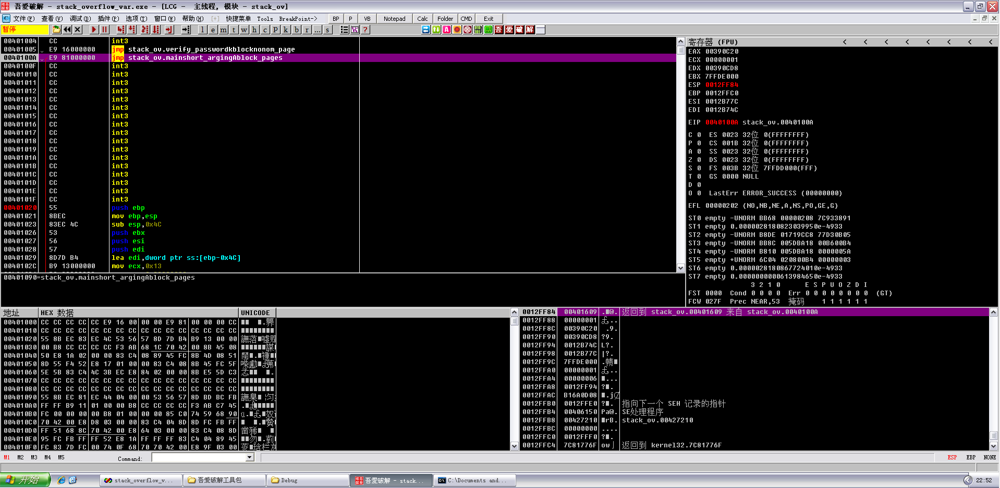 吾爱破解 - stack_overflow_var.exe - [LCG -  主线程, 模块 - stack_ov]
文件(F) 查看(V) 调试(D) 插件(P) 选项(T) 窗口(W) 帮助(H) [+] 快捷菜单 Tools BreakPoint-> BP P VB Notepad Calc Folder CMD Exit
暂停 l e m t w h c p k b r ... s ? 吾 爱 破 解
00401004 CC int3
00401005 E9 16000000 jmp stack_ov.verify_passwordkblocknonom_page
0040100A E9 81000000 jmp stack_ov.mainshort_argingAblock_pages
0040100F CC int3
00401010 CC int3
00401011 CC int3
00401012 CC int3
00401013 CC int3
00401014 CC int3
00401015 CC int3
00401016 CC int3
00401017 CC int3
00401018 CC int3
00401019 CC int3
0040101A CC int3
0040101B CC int3
0040101C CC int3
0040101D CC int3
0040101E CC int3
0040101F CC int3
00401020 55 push ebp
00401021 8BEC mov ebp,esp
00401023 83EC 4C sub esp,0x4C
00401026 53 push ebx
00401027 56 push esi
00401028 57 push edi
00401029 8D7D B4 lea edi,dword ptr ss:[ebp-0x4C]
0040102C B9 13000000 mov ecx,0x13
00401090=stack_ov.mainshort_argingAblock_pages
寄存器 (FPU) < < < < < < < <
EAX 00390C20
ECX 00000001
EDX 00390CD8
EBX 7FFDE000
ESP 0012FF84
EBP 0012FFC0
ESI 0012B77C
EDI 0012B74C
EIP 0040100A stack_ov.0040100A
C 0 ES 0023 32位 0(FFFFFFFF)
P 0 CS 001B 32位 0(FFFFFFFF)
A 0 SS 0023 32位 0(FFFFFFFF)
Z 0 DS 0023 32位 0(FFFFFFFF)
S 0 FS 003B 32位 7FFDD000(FFF)
T 0 GS 0000 NULL
D 0
O 0 LastErr ERROR_SUCCESS (00000000)
EFL 00000202 (NO,NB,NE,A,NS,PO,GE,G)
ST0 empty -UNORM BB68 00000208 7C933891
ST1 empty 0.0000028180823039950e-4933
ST2 empty -UNORM B8DE 01719CC8 77D30B05
ST3 empty -UNORM BB8C 005DBA18 00B600B4
ST4 empty -UNORM B810 005DBA18 0000005A
ST5 empty +UNORM 6C04 020800B4 00000003
ST6 empty 0.0000028180867724010e-4933
ST7 empty 0.0000000000613984650e-4933
3 2 1 0 E S P U O Z D I
FST 0000 Cond 0 0 0 0 Err 0 0 0 0 0 0 0 0 (GT)
FCW 027F Prec NEAR,53 掩码 1 1 1 1 1 1
地址 HEX 数据 UNICODE
00401000 CC CC CC CC CC E9 16 00 00 00 E9 81 00 00 00 CC
00401010 CC CC CC CC CC CC CC CC CC CC CC CC CC CC CC CC
00401020 55 8B EC 83 EC 4C 53 56 57 8D 7D B4 B9 13 00 00
00401030 00 B8 CC CC CC CC F3 AB 68 1C 70 42 00 8B 45 08
00401040 50 E8 1A 02 00 00 83 C4 08 89 45 FC 8B 4D 08 51
00401050 8D 55 F4 52 E8 17 01 00 00 83 C4 08 8B 45 FC 5F
00401060 5E 5B 83 C4 4C 3B EC E8 84 02 00 00 8B E5 5D C3
00401070 CC CC CC CC CC CC CC CC CC CC CC CC CC CC CC CC
00401080 CC CC CC CC CC CC CC CC CC CC CC CC CC CC CC CC
00401090 55 8B EC 81 EC 44 04 00 00 53 56 57 8D BD BC FB
004010A0 FF FF B9 11 01 00 00 B8 CC CC CC CC F3 AB C7 45
004010B0 FC 00 00 00 00 B8 01 00 00 00 85 C0 74 59 68 90
004010C0 70 42 00 E8 D8 03 00 00 83 C4 04 8D 8D FC FB FF
004010D0 FF 51 68 8C 70 42 00 E8 64 03 00 00 83 C4 08 8D
004010E0 95 FC FB FF FF 52 E8 1A FF FF FF 83 C4 04 89 45
004010F0 FC 83 7D FC 00 74 0F 68 70 70 42 00 E8 9F 03 00
0012FF84 00401609 返回到 stack_ov.00401609 来自 stack_ov.0040100A
0012FF88 00000001
0012FF8C 00390C20 .9.
0012FF90 00390CD8 ?9.
0012FF94 0012B74C L?.
0012FF98 0012B77C |?.
0012FF9C 7FFDE000
0012FFA0 00000001
0012FFA4 00000006
0012FFA8 0012FF94
0012FFAC B16A0D08
0012FFB0 0012FFE0 指向下一个 SEH 记录的指针
0012FFB4 00406150 Pa@. SE处理程序
0012FFB8 00427210 stack_ov.00427210
0012FFBC 00000000 ....
0012FFC0 0012FFF0
0012FFC4 7C81776F 返回到 kernel32.7C81776F
M1 M2 M3 M4 M5 Command: ESP EBP NONE
开始 stack_overflow_v... 吾爱破解工具包 Debug 吾爱破解 - stack... C:\Documents and... 22:52